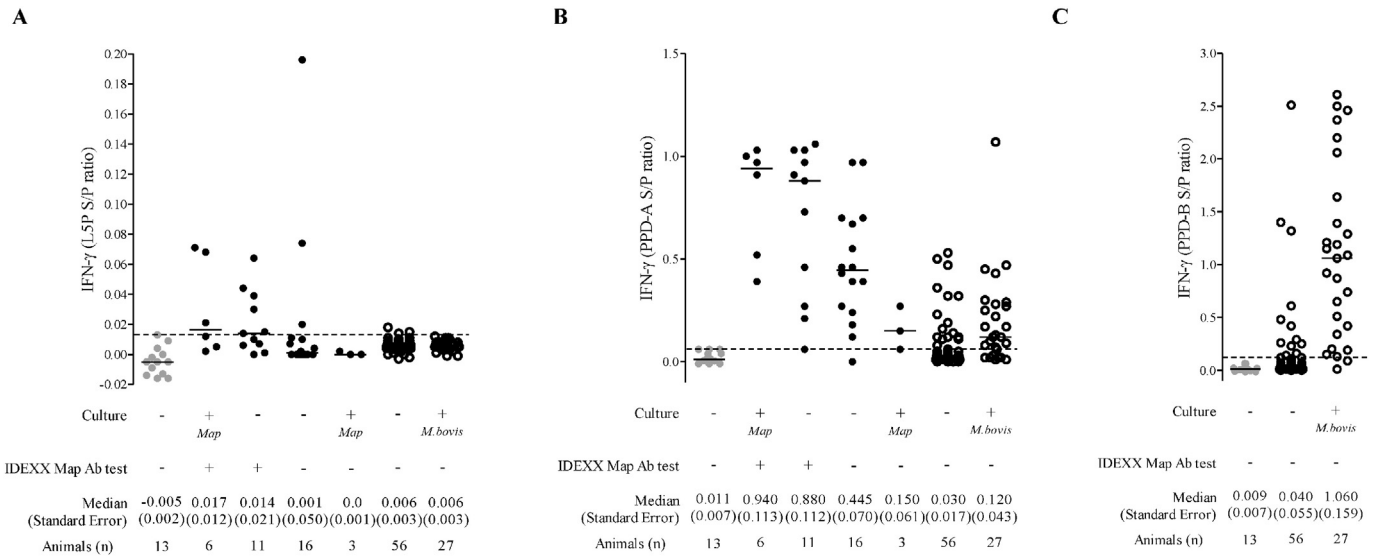 A
B
C
IFN-γ (L5P S/P ratio)
0.20
0.18
0.16
0.14
0.12
0.10
0.08
0.06
0.04
0.02
0.00
-0.02
IFN-γ (PPD-A S/P ratio)
1.5
1.0
0.5
0.0
IFN-γ (PPD-B S/P ratio)
3.0
2.5
2.0
1.5
1.0
0.5
0.0
Culture - + - - + - +
Map Map M.bovis
IDEXX Map Ab test - + + - - - -
Median -0.005 0.017 0.014 0.001 0.0 0.006 0.006
(Standard Error) (0.002) (0.012) (0.021) (0.050) (0.001) (0.003) (0.003)
Animals (n) 13 6 11 16 3 56 27
Culture - + - - + - +
Map Map M.bovis
IDEXX Map Ab test - + + - - - -
Median 0.011 0.940 0.880 0.445 0.150 0.030 0.120
(Standard Error) (0.007) (0.113) (0.112) (0.070) (0.061) (0.017) (0.043)
Animals (n) 13 6 11 16 3 56 27
Culture - - +
M.bovis
IDEXX Map Ab test - - -
Median 0.009 0.040 1.060
(Standard Error) (0.007) (0.055) (0.159)
Animals (n) 13 56 27